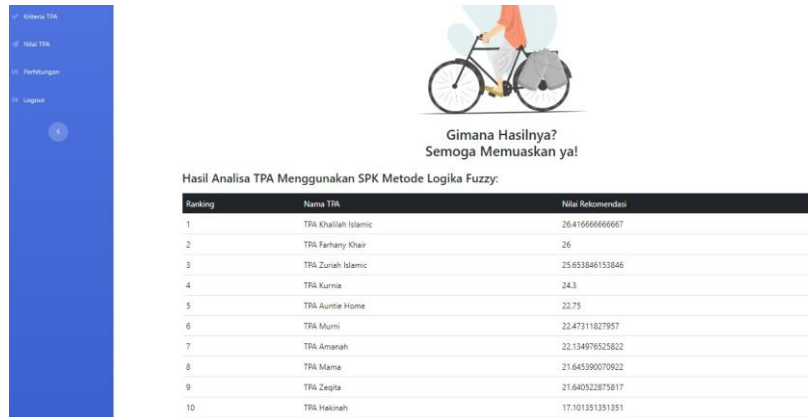 Kriteria TPA
Nilai TPA
Perhitungan
Logout
Gimana Hasilnya?
Semoga Memuaskan ya!
Hasil Analisa TPA Menggunakan SPK Metode Logika Fuzzy:
Ranking Nama TPA Nilai Rekomendasi
1 TPA Khalilah Islamic 26.416666666667
2 TPA Farhany Khair 26
3 TPA Zuriah Islamic 25.653846153846
4 TPA Kurnia 24.3
5 TPA Auntie Home 22.75
6 TPA Murni 22.47311827957
7 TPA Amanah 22.134976525822
8 TPA Mama 21.645390070922
9 TPA Zeqita 21.640522875817
10 TPA Hakinah 17.101351351351